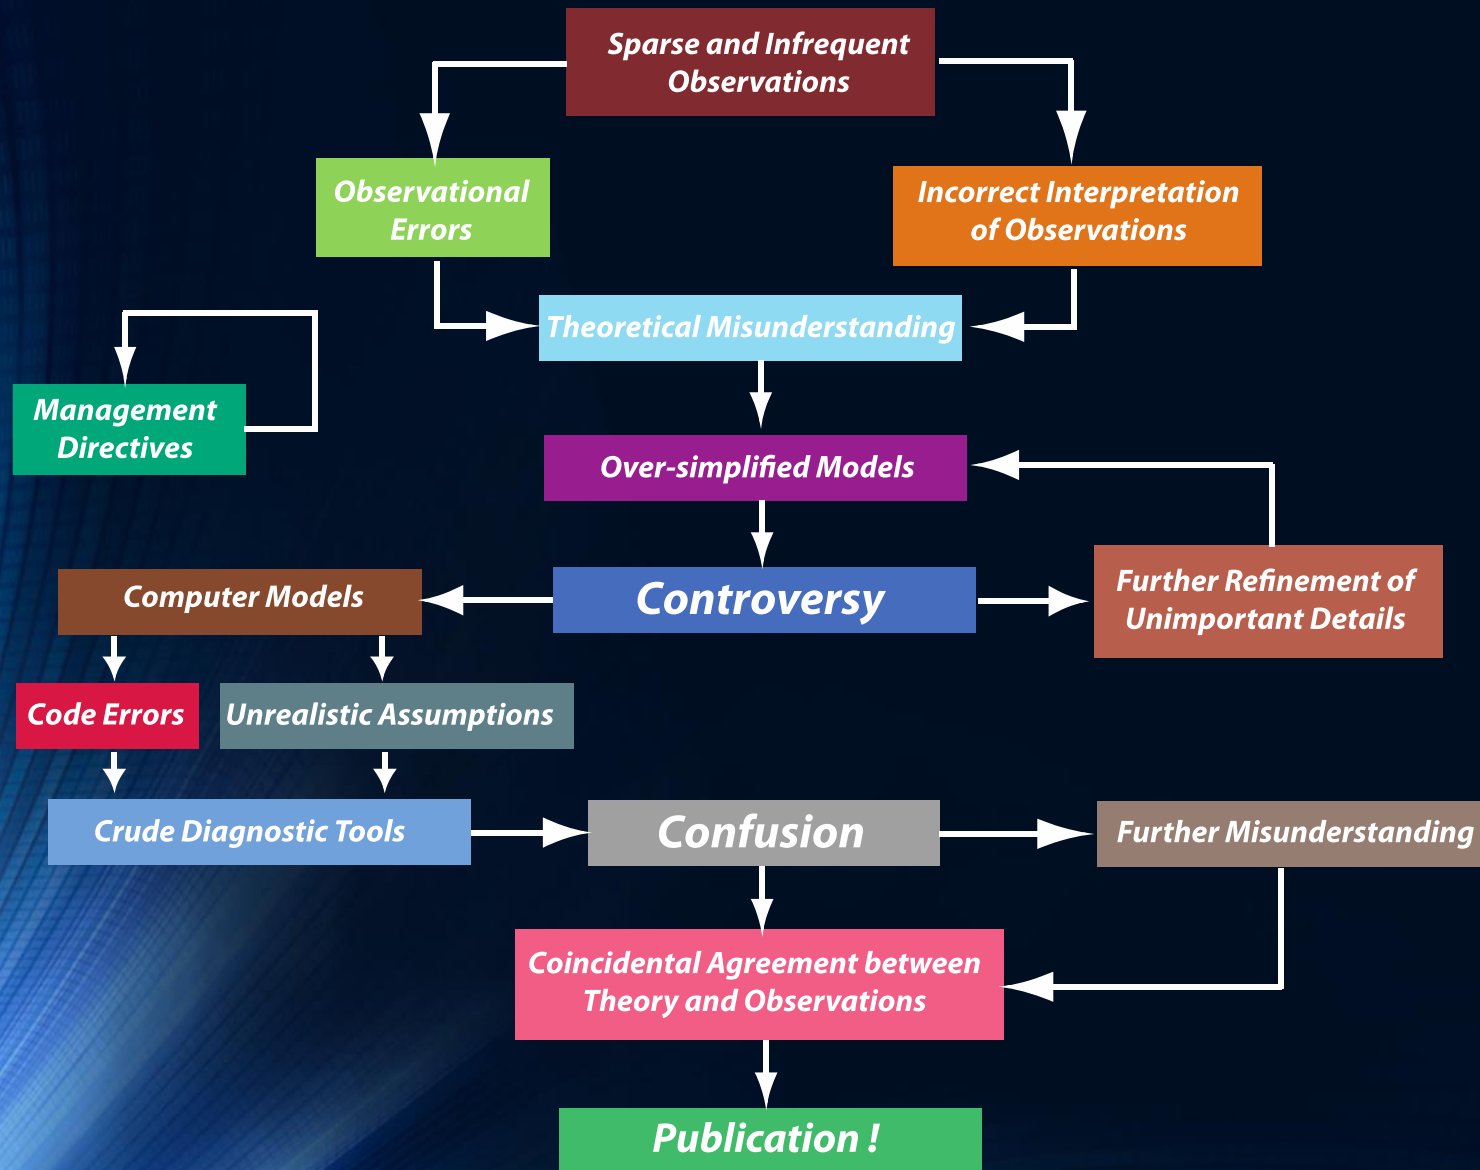 Sparse and Infrequent
Observations
Observational
Errors
Incorrect Interpretation
of Observations
Theoretical Misunderstanding
Management
Directives
Over-simplified Models
Computer Models
Controversy
Further Refinement of
Unimportant Details
Code Errors
Unrealistic Assumptions
Crude Diagnostic Tools
Confusion
Further Misunderstanding
Coincidental Agreement between
Theory and Observations
Publication !